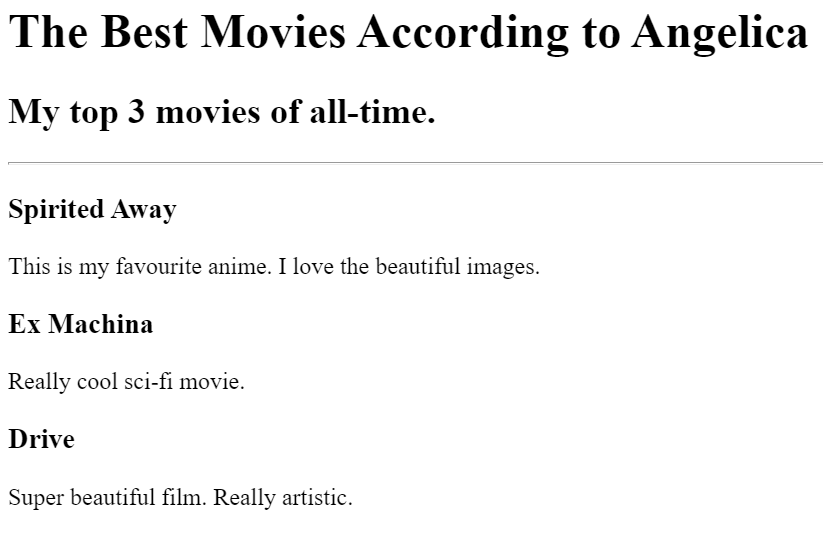 The Best Movies According to Angelica
My top 3 movies of all-time.
Spirited Away
This is my favourite anime. I love the beautiful images.
Ex Machina
Really cool sci-fi movie.
Drive
Super beautiful film. Really artistic.